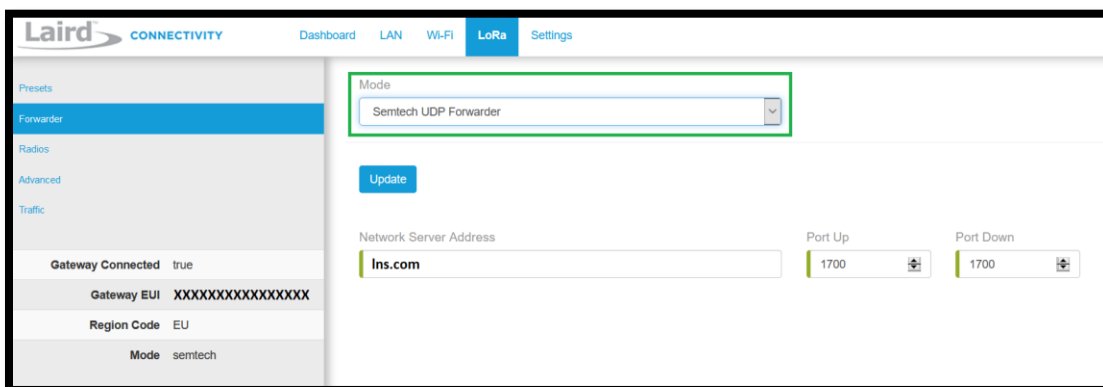 Laird CONNECTIVITY
Dashboard LAN Wi-Fi LoRa Settings
Presets
Forwarder
Radios
Advanced
Traffic
Gateway Connected true
Gateway EUI XXXXXXXXXXXXXXXX
Region Code EU
Mode semtech
Mode
Semtech UDP Forwarder
Update
Network Server Address Port Up Port Down
lns.com 1700 1700